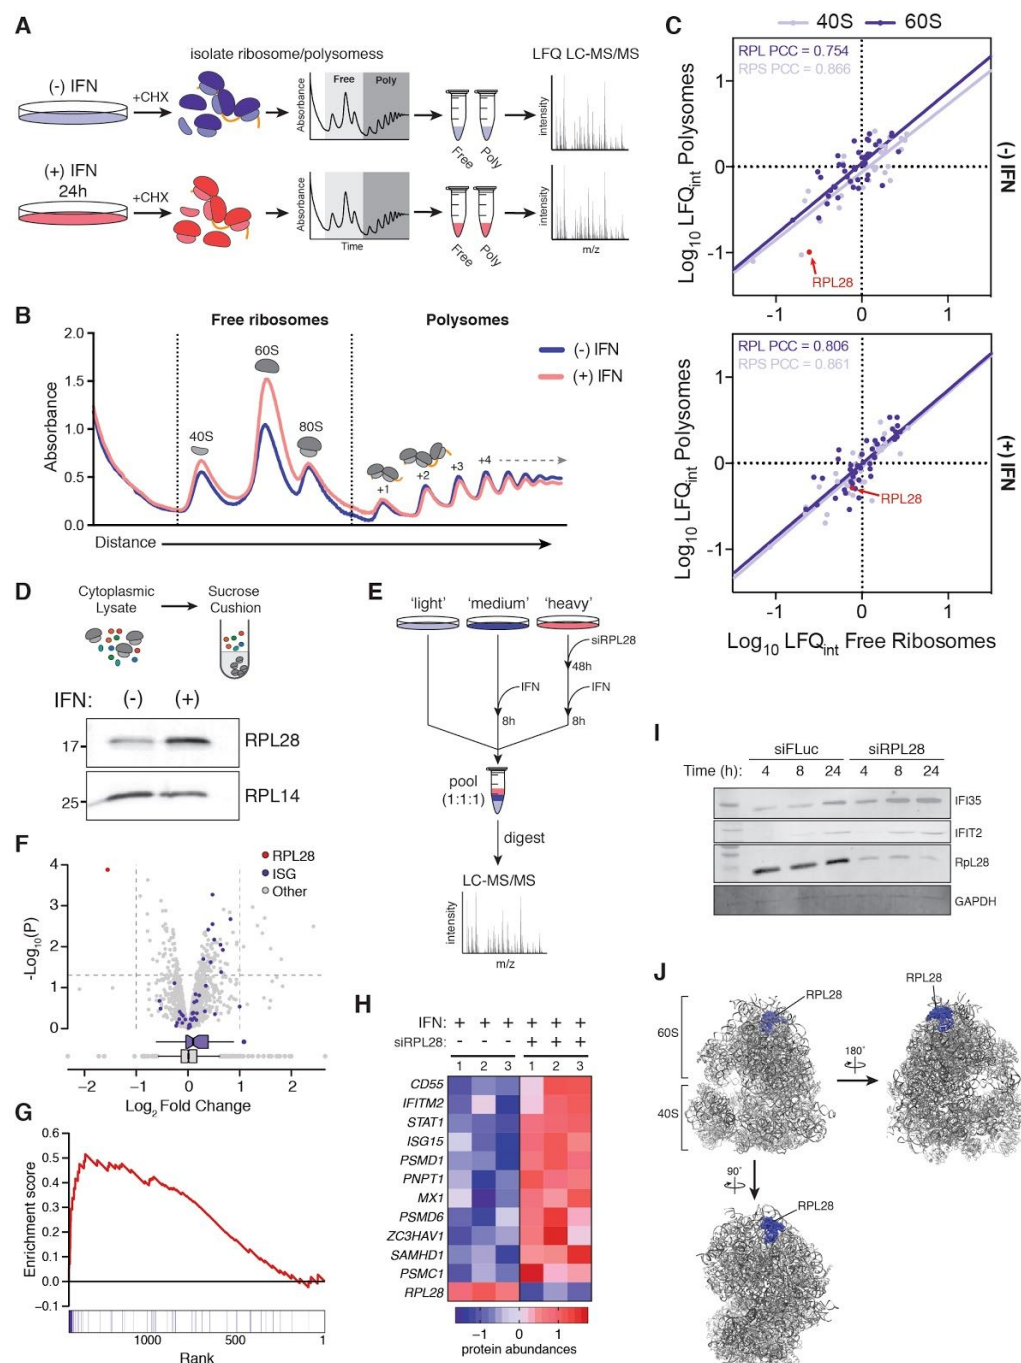 A
isolate ribosome/polysomess
LFQ LC-MS/MS
(-) IFN
+CHX
Absorbance
Free
Poly
Free
Poly
intensity
(+) IFN
24h
+CHX
Absorbance
Time
Free
Poly
intensity
m/z
B
Free ribosomes
Polysomes
2.0
1.5
1.0
0.5
0.0
Absorbance
40S
60S
80S
+1
+2
+3
+4
(-) IFN
(+) IFN
Distance
C
40S
60S
RPL PCC = 0.754
RPS PCC = 0.866
1
0
-1
RPL28
-1
0
1
Log10 LFQint Polysomes
(-) IFN
RPL PCC = 0.806
RPS PCC = 0.861
1
0
-1
RPL28
-1
0
1
Log10 LFQint Polysomes
(+) IFN
Log10 LFQint Free Ribosomes
D
Cytoplasmic
Lysate
Sucrose
Cushion
IFN:
(-)
(+)
17-
RPL28
25-
RPL14
E
'light'
'medium'
'heavy'
siRPL28
48h
IFN
IFN
8h
8h
pool
(1:1:1)
digest
LC-MS/MS
intensity
m/z
F
RPL28
ISG
Other
4
3
2
1
0
-Log10(P)
−2
−1
0
1
2
Log2 Fold Change
G
0.6
0.5
0.4
0.3
0.2
0.1
0.0
−0.1
Enrichment score
1000
500
1
Rank
H
IFN: + + + + + +
siRPL28: - - - + + +
1 2 3 1 2 3
CD55
IFITM2
STAT1
ISG15
PSMD1
PNPT1
MX1
PSMD6
ZC3HAV1
SAMHD1
PSMC1
RPL28
−1 0 1
protein abundances
I
siFLuc
siRPL28
Time (h): 4 8 24 4 8 24
IFI35
IFIT2
RpL28
GAPDH
J
RPL28
RPL28
60S
40S
180°
90°
RPL28